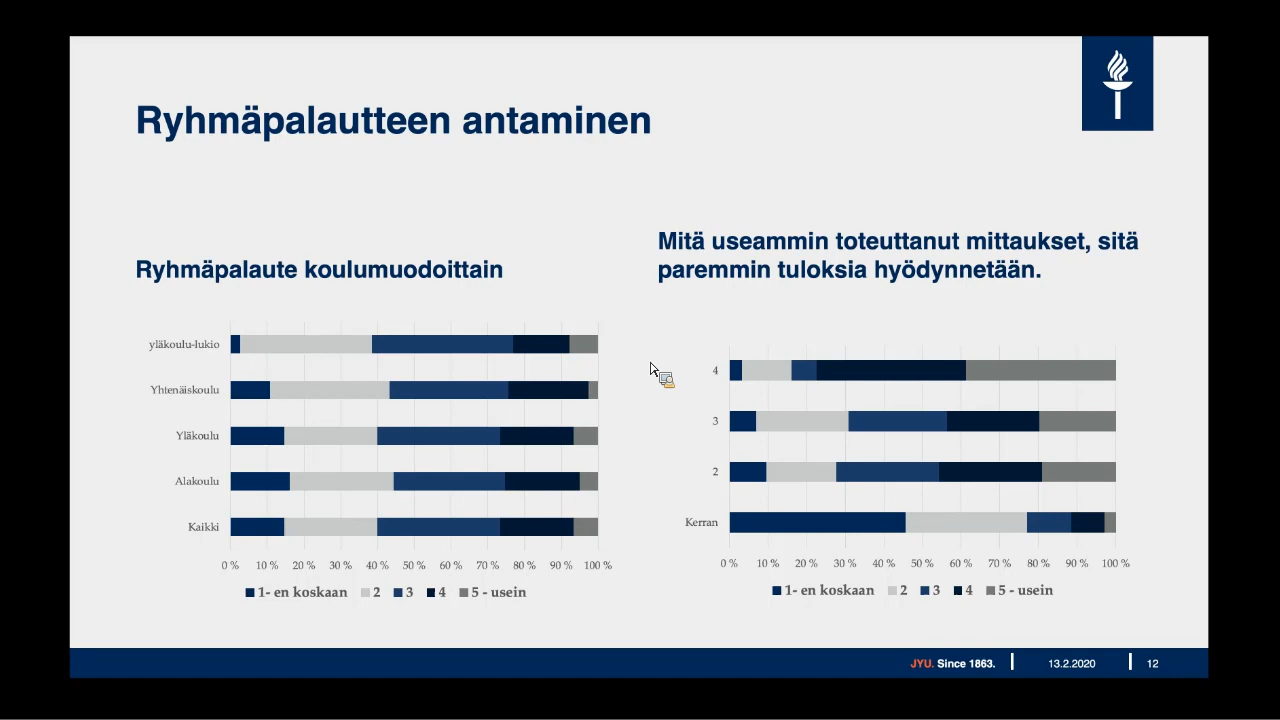 Ryhmäpalautteen antaminen
Ryhmäpalaute koulumuodoittain
yläkoulu-lukio
Yhtenäiskoulu
Yläkoulu
Alakoulu
Kaikki
0 % 10 % 20 % 30 % 40 % 50 % 60 % 70 % 80 % 90 % 100 %
1- en koskaan 2 3 4 5 - usein
Mitä useammin toteuttanut mittaukset, sitä
paremmin tuloksia hyödynnetään.
4
3
2
Kerran
0 % 10 % 20 % 30 % 40 % 50 % 60 % 70 % 80 % 90 % 100 %
1- en koskaan 2 3 4 5 - usein
JYU. Since 1863. 13.2.2020 12